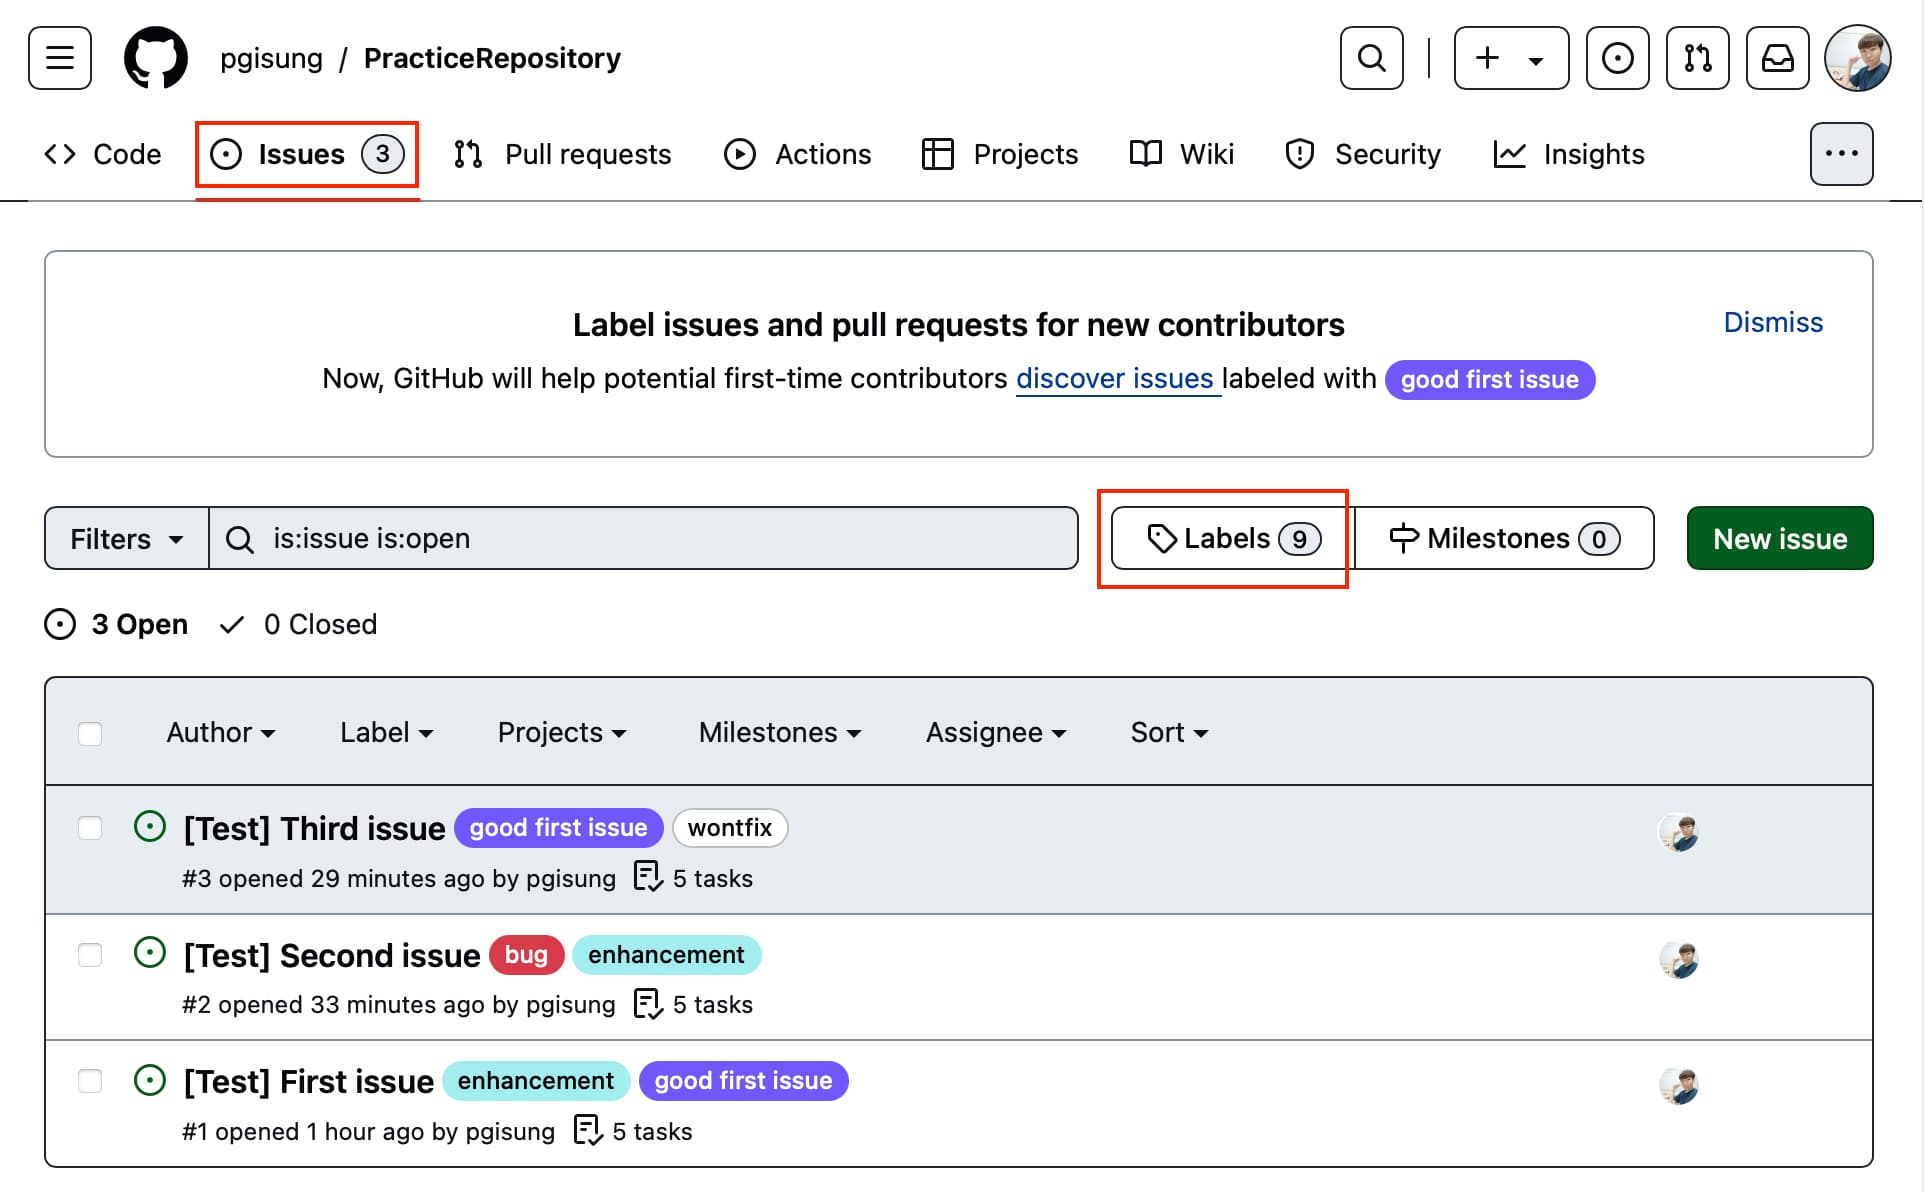 pgisung / PracticeRepository
Code Issues 3 Pull requests Actions Projects Wiki Security Insights
Label issues and pull requests for new contributors
Dismiss
Now, GitHub will help potential first-time contributors discover issues labeled with good first issue
Filters is:issue is:open Labels 9 Milestones 0 New issue
3 Open 0 Closed
Author Label Projects Milestones Assignee Sort
[Test] Third issue good first issue wontfix
#3 opened 29 minutes ago by pgisung 5 tasks
[Test] Second issue bug enhancement
#2 opened 33 minutes ago by pgisung 5 tasks
[Test] First issue enhancement good first issue
#1 opened 1 hour ago by pgisung 5 tasks